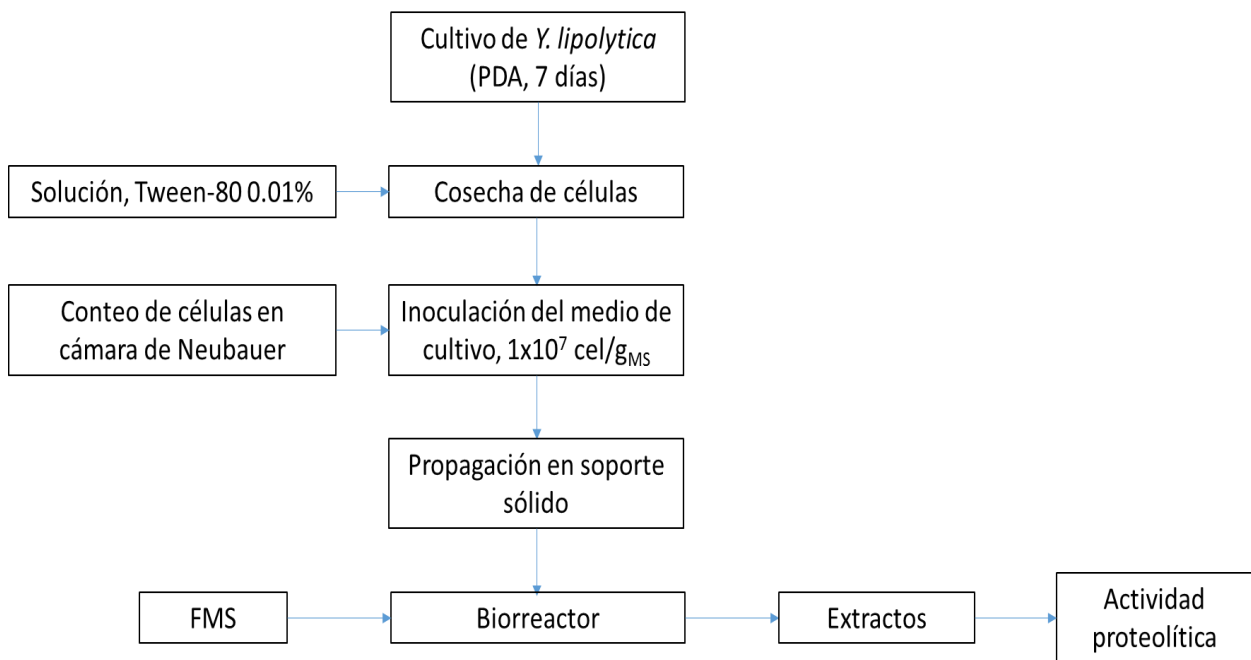 Cultivo de Y. lipolytica
(PDA, 7 días)
Solución, Tween-80 0.01%
Cosecha de células
Conteo de células en
cámara de Neubauer
Inoculación del medio de
cultivo, 1x10⁷ cel/gMS
Propagación en soporte
sólido
FMS
Biorreactor
Extractos
Actividad
proteolítica